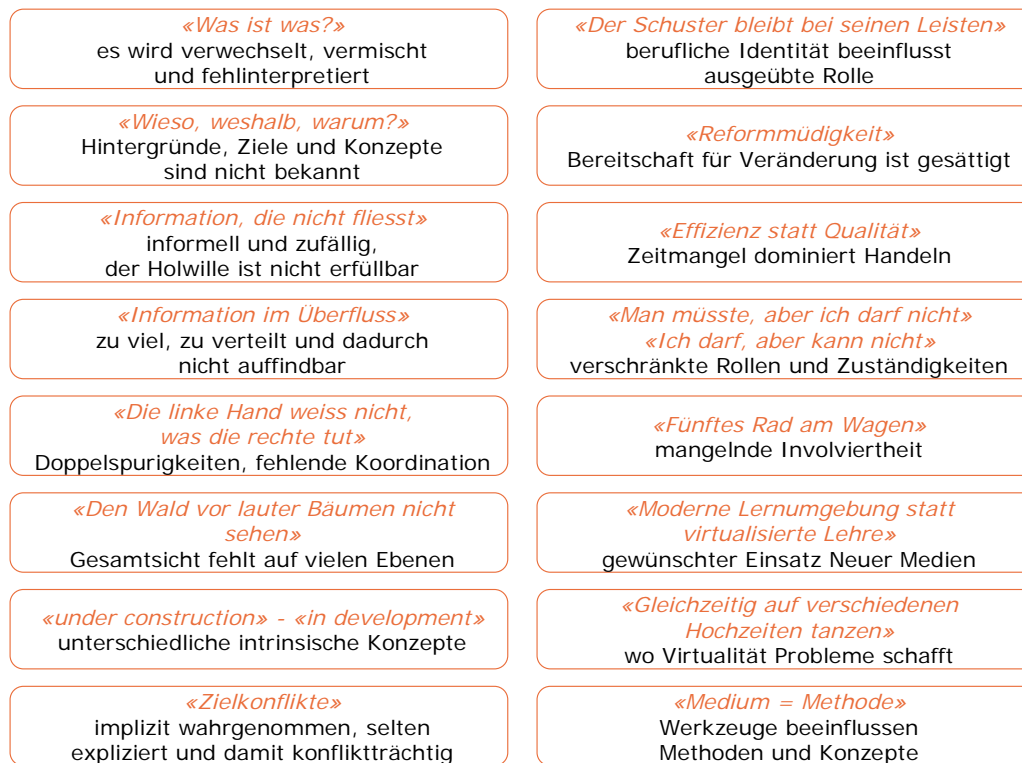 «Was ist was?»
es wird verwechselt, vermischt
und fehlinterpretiert
«Wieso, weshalb, warum?»
Hintergründe, Ziele und Konzepte
sind nicht bekannt
«Information, die nicht fliesst»
informell und zufällig,
der Holwille ist nicht erfüllbar
«Information im Überfluss»
zu viel, zu verteilt und dadurch
nicht auffindbar
«Die linke Hand weiss nicht,
was die rechte tut»
Doppelspurigkeiten, fehlende Koordination
«Den Wald vor lauter Bäumen nicht
sehen»
Gesamtsicht fehlt auf vielen Ebenen
«under construction» - «in development»
unterschiedliche intrinsische Konzepte
«Zielkonflikte»
implizit wahrgenommen, selten
expliziert und damit konfliktträchtig
«Der Schuster bleibt bei seinen Leisten»
berufliche Identität beeinflusst
ausgeübte Rolle
«Reformmüdigkeit»
Bereitschaft für Veränderung ist gesättigt
«Effizienz statt Qualität»
Zeitmangel dominiert Handeln
«Man müsste, aber ich darf nicht»
«Ich darf, aber kann nicht»
verschränkte Rollen und Zuständigkeiten
«Fünftes Rad am Wagen»
mangelnde Involviertheit
«Moderne Lernumgebung statt
virtualisierte Lehre»
gewünschter Einsatz Neuer Medien
«Gleichzeitig auf verschiedenen
Hochzeiten tanzen»
wo Virtualität Probleme schafft
«Medium = Methode»
Werkzeuge beeinflussen
Methoden und Konzepte